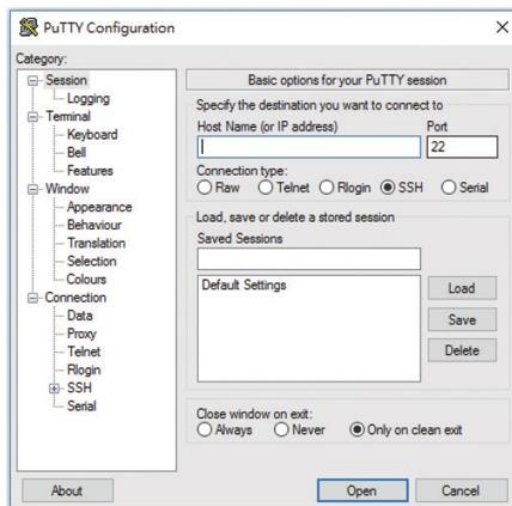 PuTTY Configuration
Category:
Session
Logging
Terminal
Keyboard
Bell
Features
Window
Appearance
Behaviour
Translation
Selection
Colours
Connection
Data
Proxy
Telnet
Rlogin
SSH
Serial
Basic options for your PuTTY session
Specify the destination you want to connect to
Host Name (or IP address) Port
22
Connection type:
Raw Telnet Rlogin SSH Serial
Load, save or delete a stored session
Saved Sessions
Default Settings
Load
Save
Delete
Close window on exit:
Always Never Only on clean exit
About Open Cancel